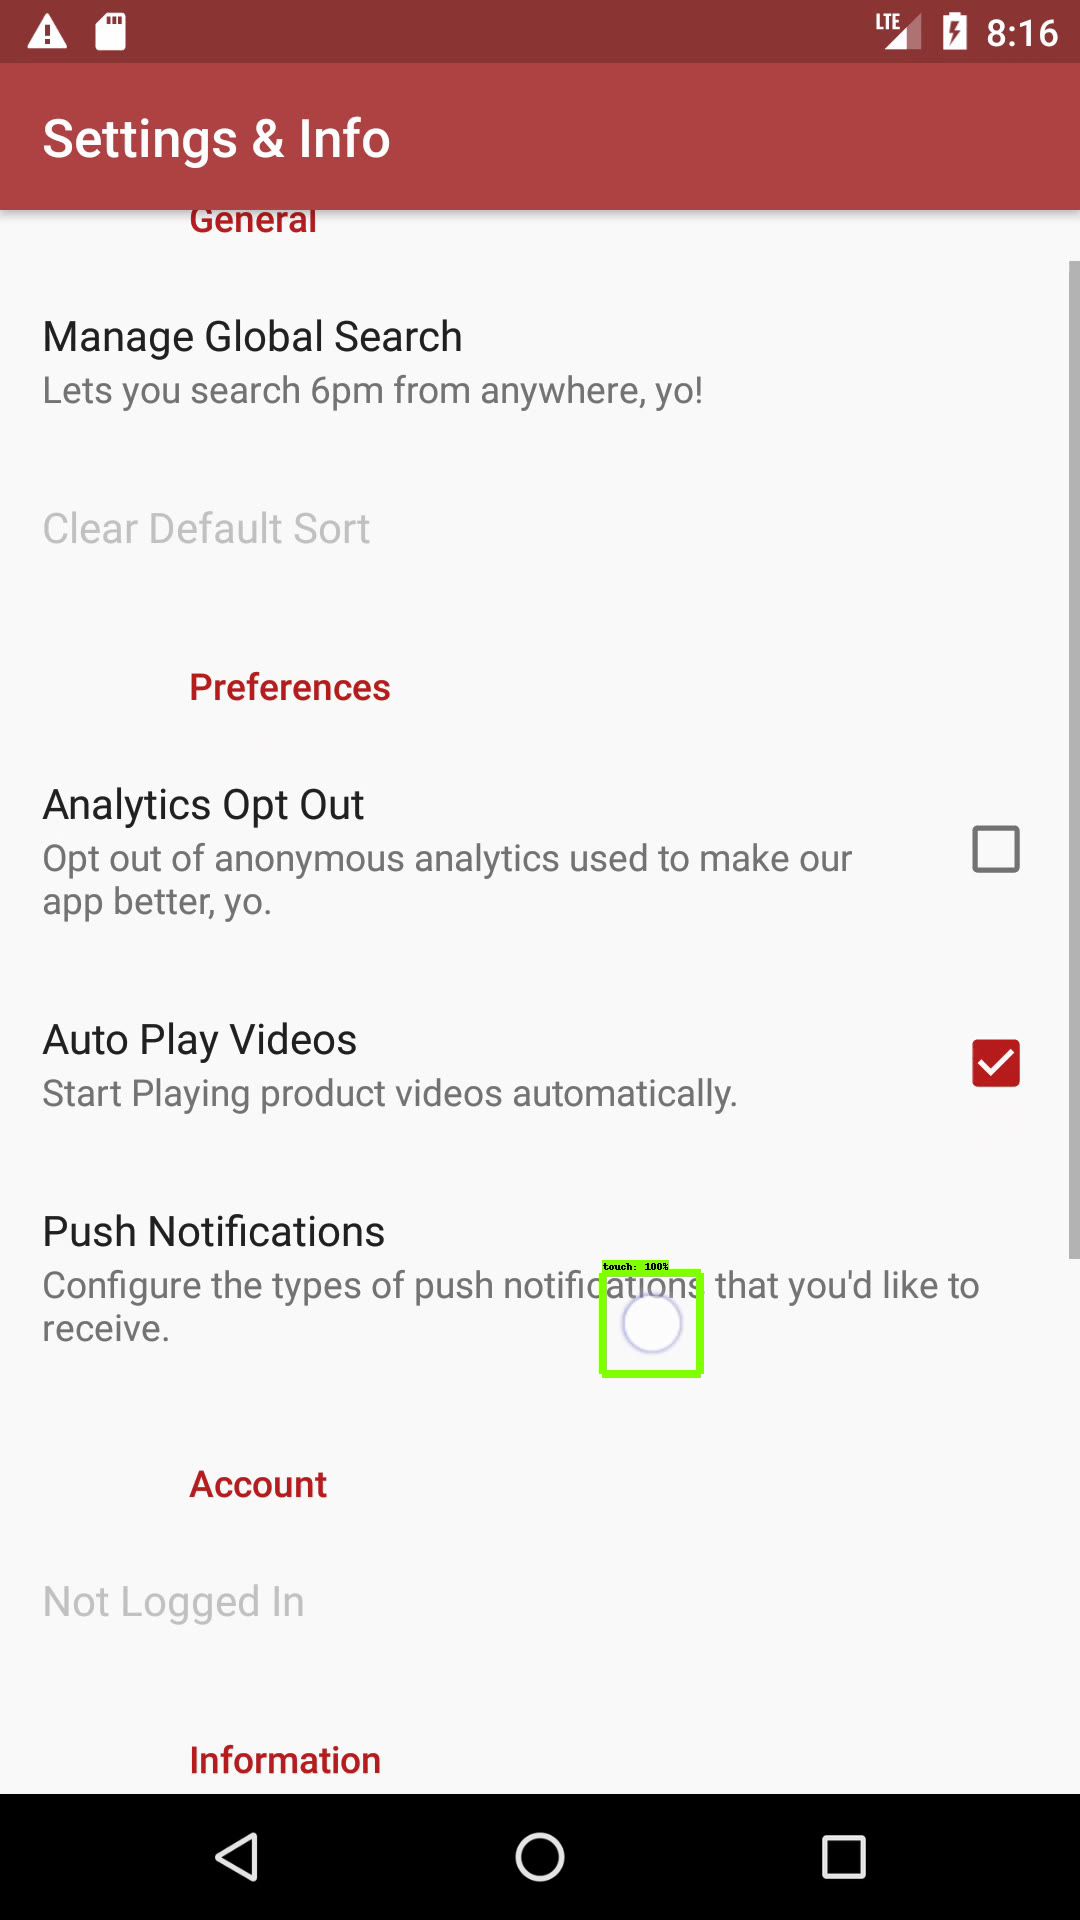 LTE 8:16
Settings & Info
General
Manage Global Search
Lets you search 6pm from anywhere, yo!
Clear Default Sort
Preferences
Analytics Opt Out
Opt out of anonymous analytics used to make our
app better, yo.
Auto Play Videos
Start Playing product videos automatically.
Push Notifications
touch: 100%
Configure the types of push notifications that you'd like to
receive.
Account
Not Logged In
Information